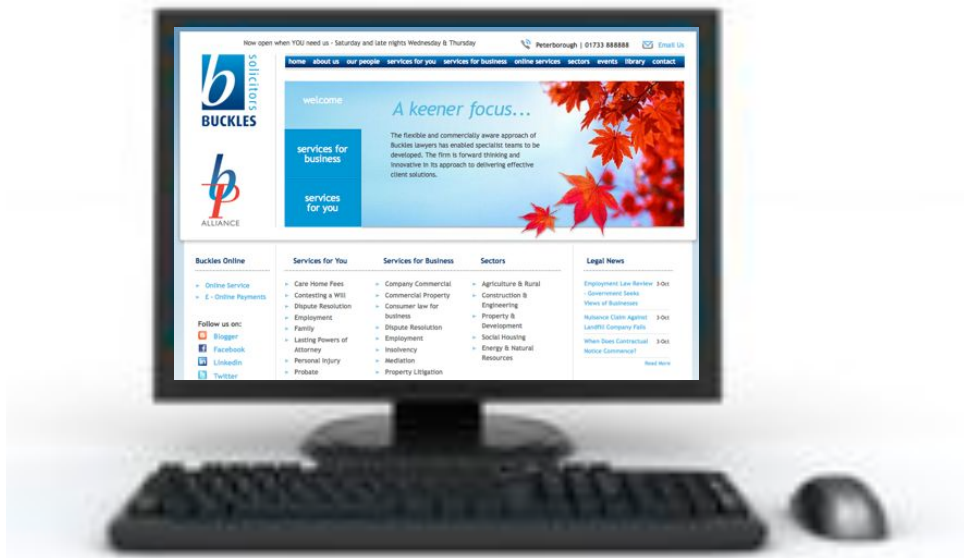 Now open when YOU need us - Saturday and late nights Wednesday & Thursday
Peterborough | 01733 888888
Email Us
b
solicitors
BUCKLES
home about us our people services for you services for business online services sectors events library contact
welcome
services for
business
services
for you
A keener focus...
The flexible and commercially aware approach of
Buckles lawyers has enabled specialist teams to be
developed. The firm is forward thinking and
innovative in its approach to delivering effective
client solutions.
bp
ALLIANCE
Buckles Online
Online Service
£ - Online Payments
Follow us on:
Blogger
Facebook
LinkedIn
Twitter
Services for You
Care Home Fees
Contesting a Will
Dispute Resolution
Employment
Family
Lasting Powers of
Attorney
Personal Injury
Probate
Services for Business
Company Commercial
Commercial Property
Consumer law for
business
Dispute Resolution
Employment
Insolvency
Mediation
Property Litigation
Sectors
Agriculture & Rural
Construction &
Engineering
Property &
Development
Social Housing
Energy & Natural
Resources
Legal News
Employment Law Review 3-Oct
- Government Seeks
Views of Businesses
Nuisance Claim Against 3-Oct
Landfill Company Fails
When Does Contractual 3-Oct
Notice Commence?
Read More